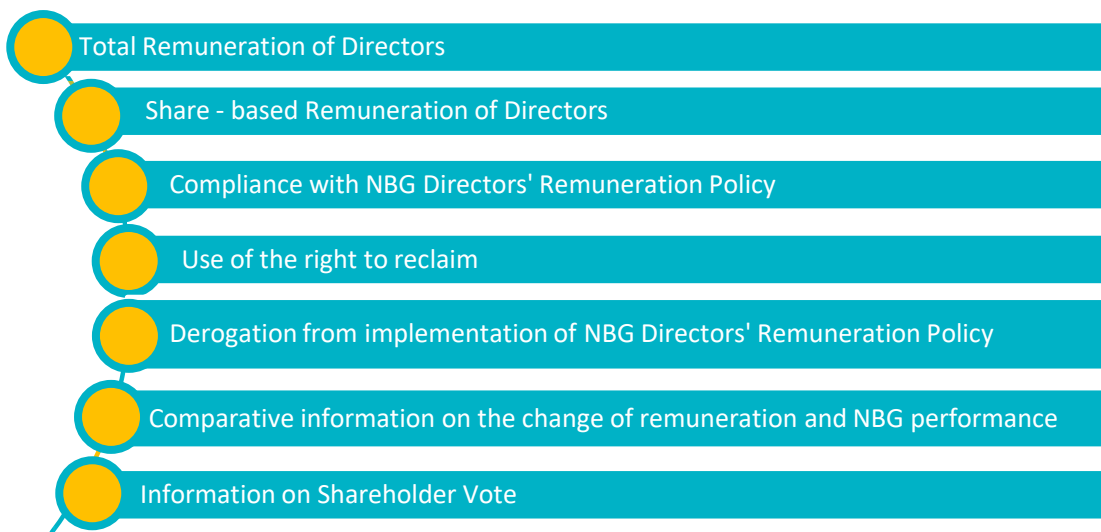 Total Remuneration of Directors
Share - based Remuneration of Directors
Compliance with NBG Directors' Remuneration Policy
Use of the right to reclaim
Derogation from implementation of NBG Directors' Remuneration Policy
Comparative information on the change of remuneration and NBG performance
Information on Shareholder Vote